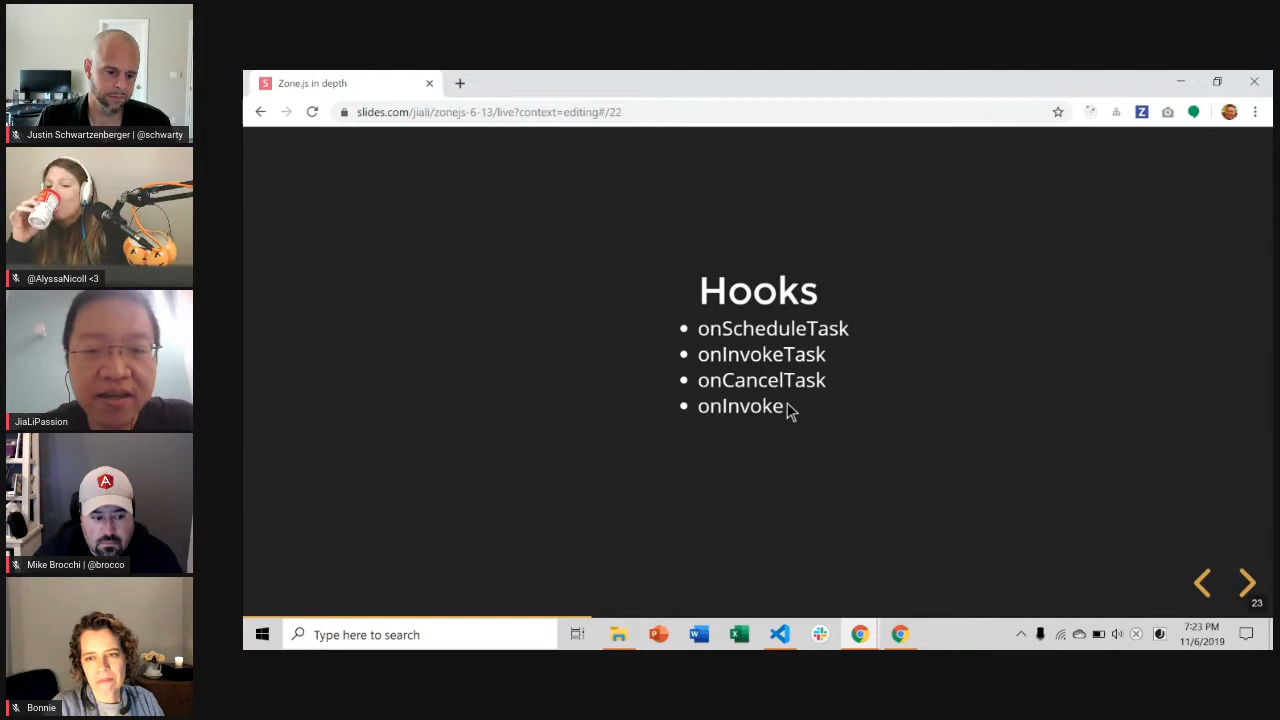 Justin Schwartzenberger | @schwarty
@AlyssaNicoll <3
JiaLiPassion
Mike Brocchi | @brocco
Bonnie
Zone.js in depth
slides.com/jiali/zonejs-6-13/live?context=editing#/22
Hooks
onScheduleTask
onInvokeTask
onCancelTask
onInvoke
23
Type here to search
7:23 PM
11/6/2019